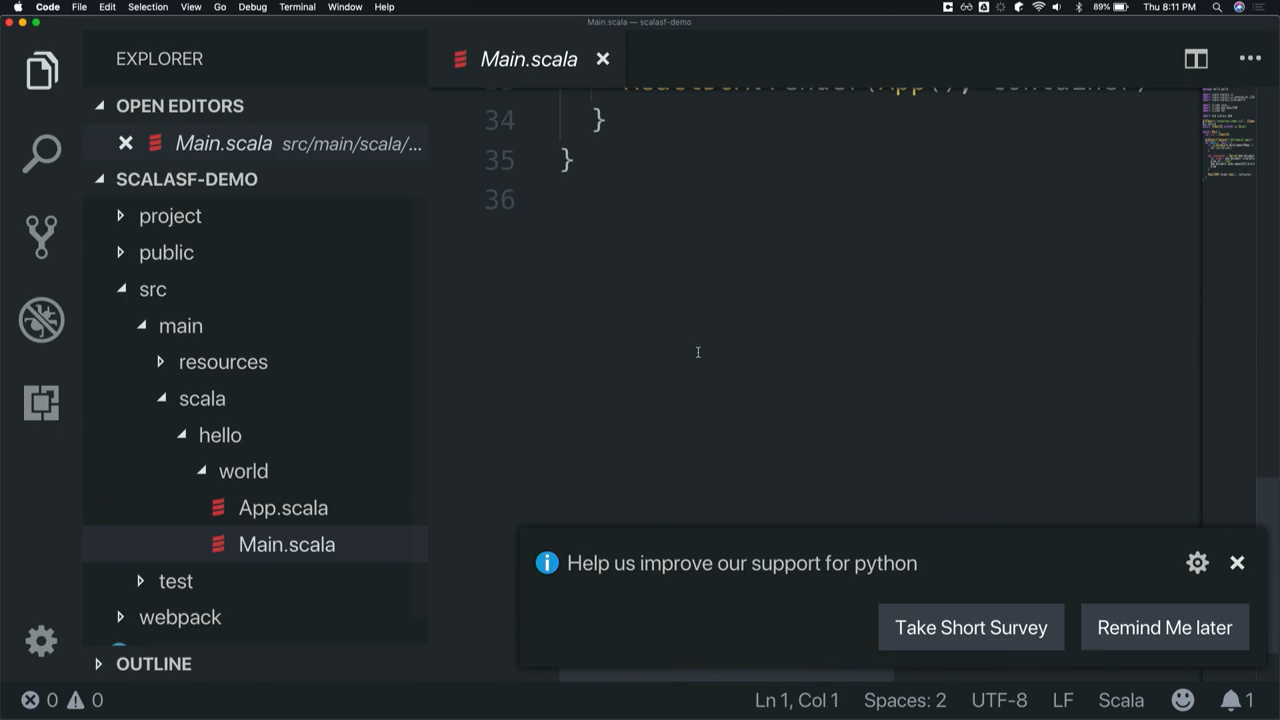 Code File Edit Selection View Go Debug Terminal Window Help 89% Thu 8:11 PM
Main.scala — scalasf-demo
EXPLORER
Main.scala
OPEN EDITORS
Main.scala src/main/scala/...
SCALASF-DEMO
project
public
src
main
resources
scala
hello
world
App.scala
Main.scala
test
webpack
OUTLINE
34 }
35 }
36
Help us improve our support for python
Take Short Survey Remind Me later
0 0 Ln 1, Col 1 Spaces: 2 UTF-8 LF Scala 1